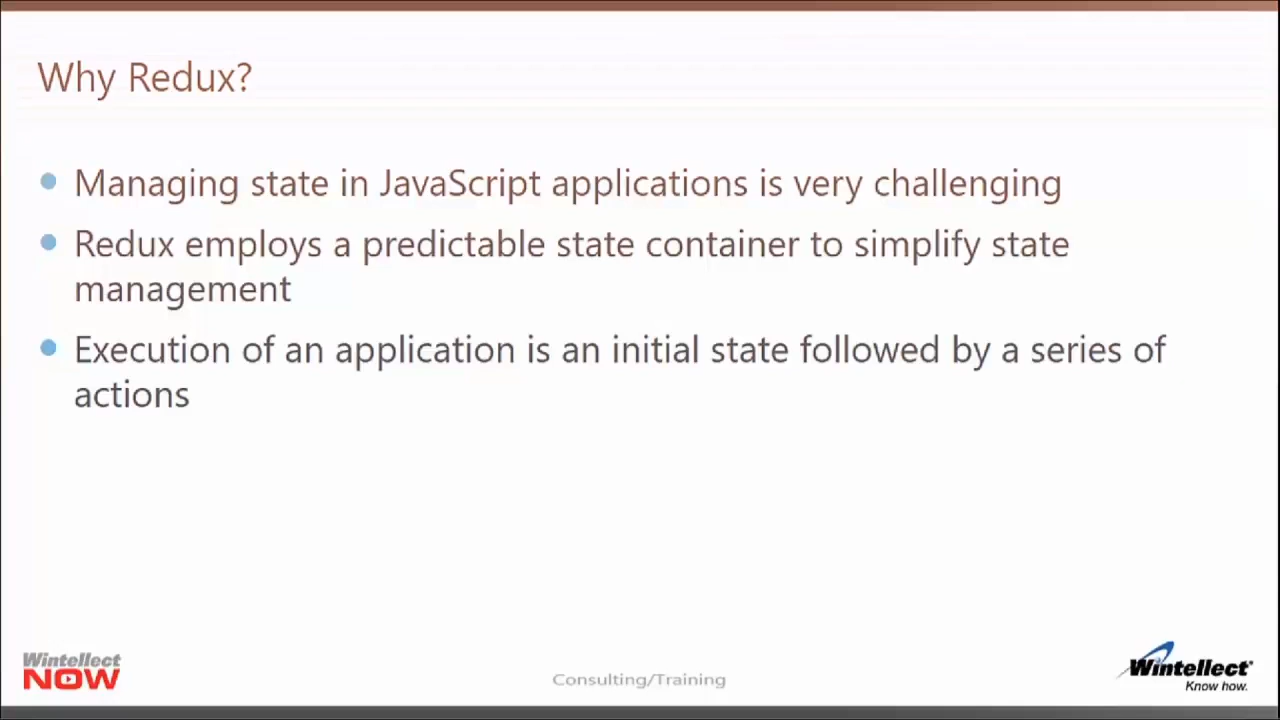 Why Redux?
Managing state in JavaScript applications is very challenging
Redux employs a predictable state container to simplify state
management
Execution of an application is an initial state followed by a series of
actions
Wintellect
NOW
Consulting/Training
Wintellect
Know how.